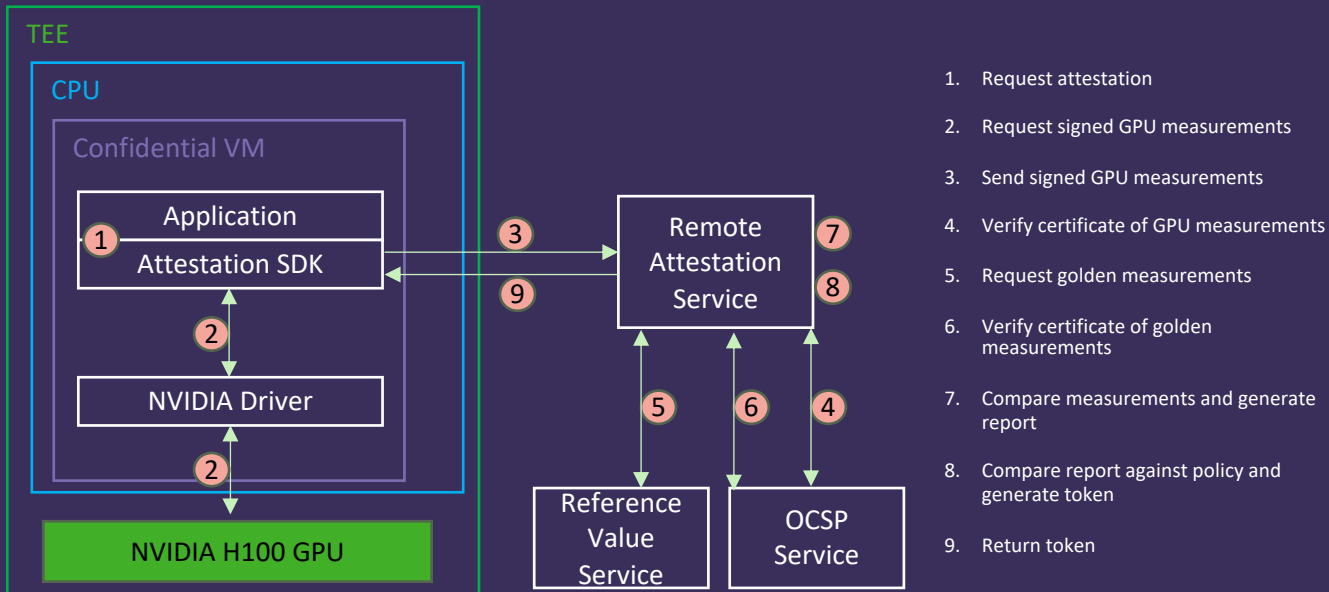 TEE
CPU
Confidential VM
Application
1
Attestation SDK
2
NVIDIA Driver
2
NVIDIA H100 GPU
3
9
Remote
Attestation
Service
7
8
5
6
4
Reference
Value
Service
OCSP
Service
1. Request attestation
2. Request signed GPU measurements
3. Send signed GPU measurements
4. Verify certificate of GPU measurements
5. Request golden measurements
6. Verify certificate of golden
measurements
7. Compare measurements and generate
report
8. Compare report against policy and
generate token
9. Return token